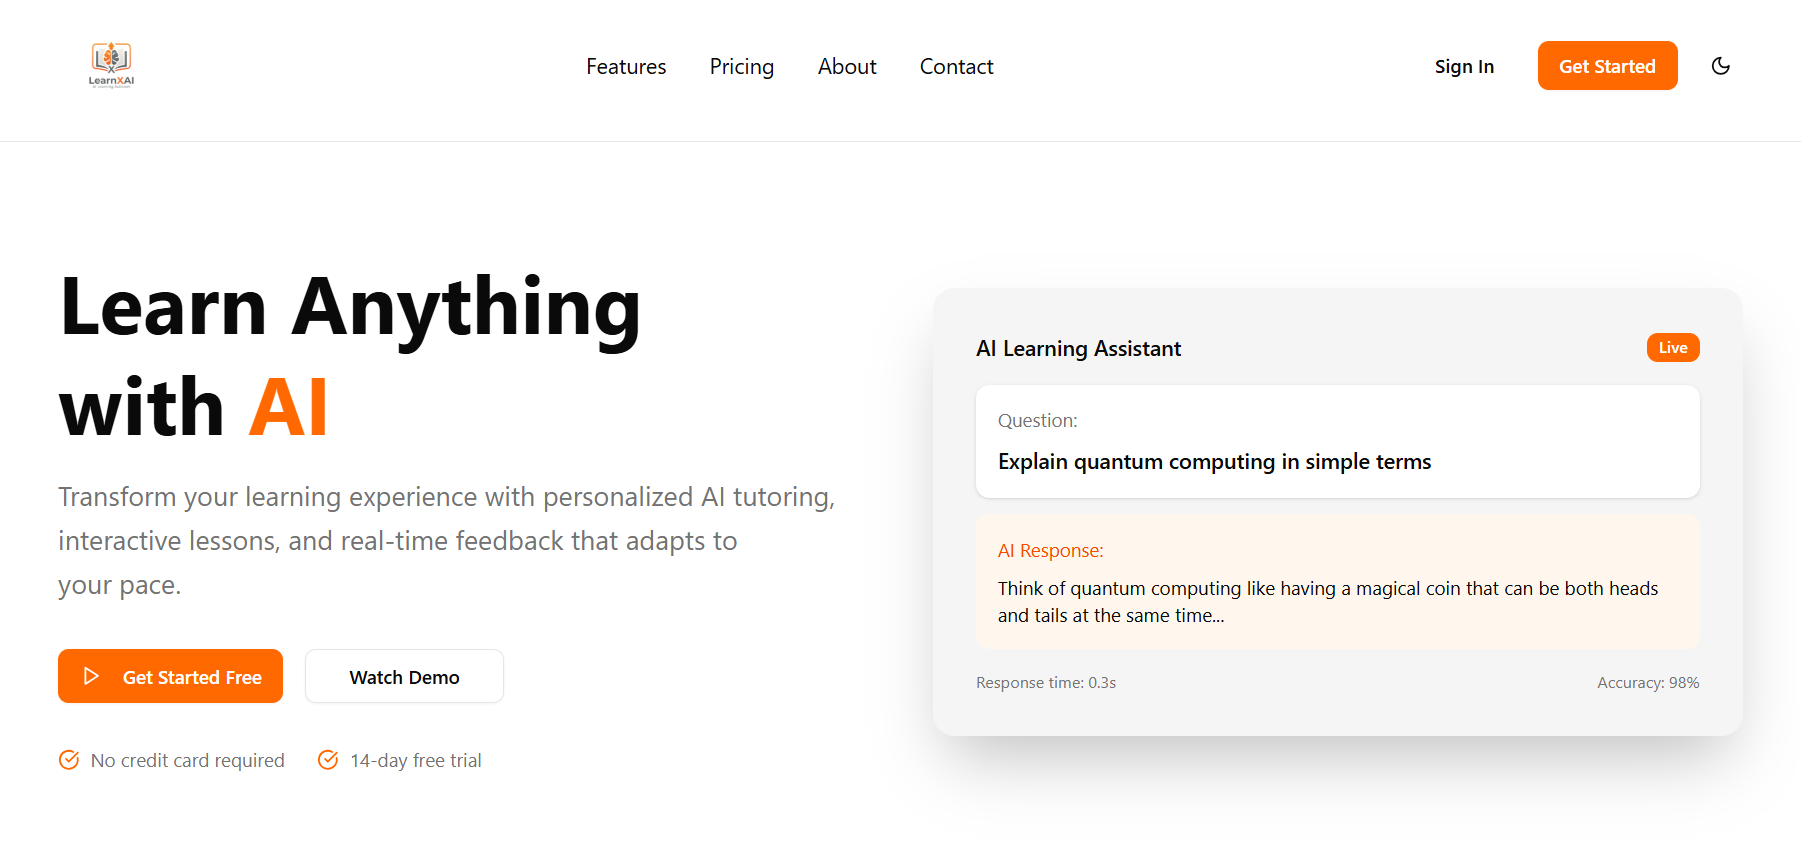 LearnXAI
Features
Pricing
About
Contact
Sign In
Get Started
Learn Anything
with AI
Transform your learning experience with personalized AI tutoring,
interactive lessons, and real-time feedback that adapts to
your pace.
Get Started Free
Watch Demo
No credit card required
14-day free trial
AI Learning Assistant
Live
Question:
Explain quantum computing in simple terms
AI Response:
Think of quantum computing like having a magical coin that can be both heads
and tails at the same time...
Response time: 0.3s
Accuracy: 98%